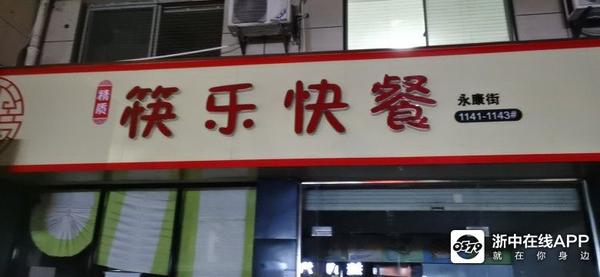 精质
筷乐快餐
永康街
1141-1143#
浙中在线APP
就在你身边